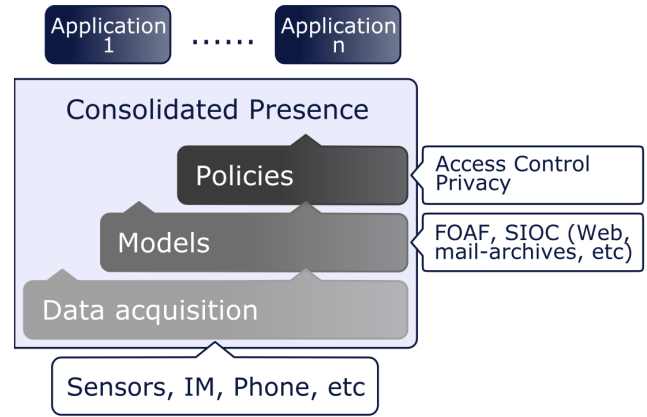 Application
1
......
Application
n
Consolidated Presence
Policies
Access Control
Privacy
Models
FOAF, SIOC (Web,
mail-archives, etc)
Data acquisition
Sensors, IM, Phone, etc